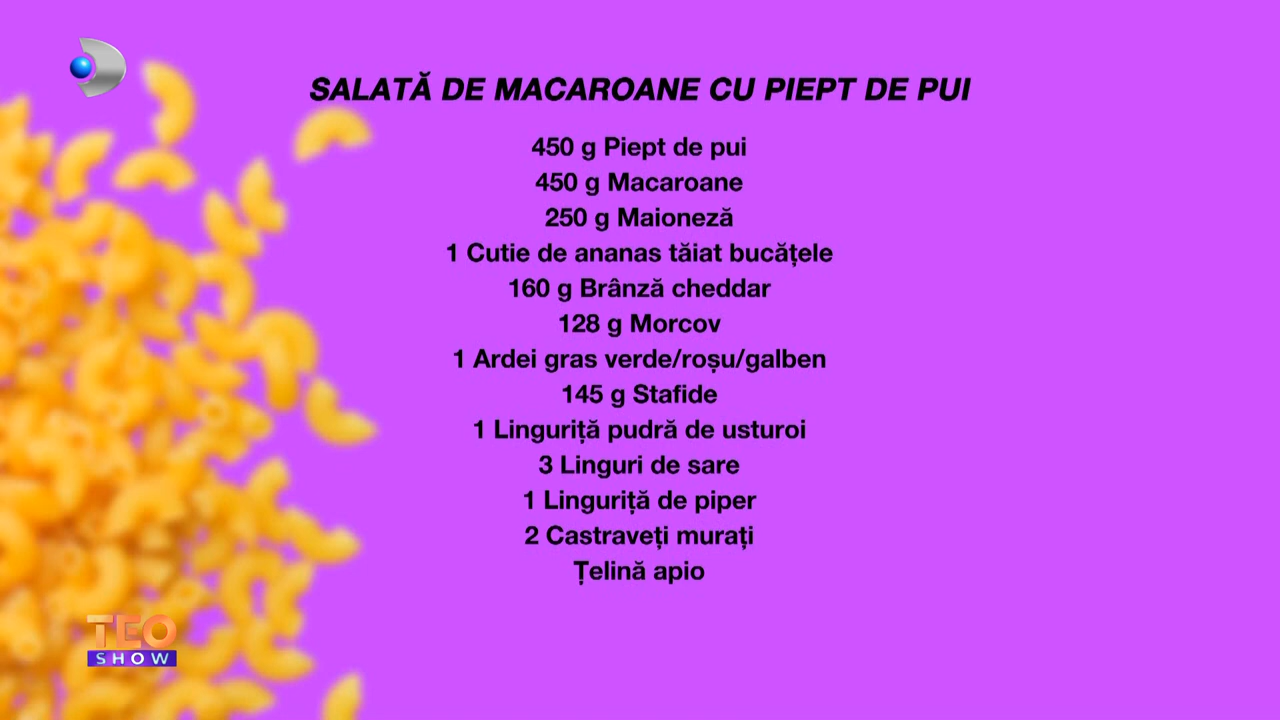 SALATĂ DE MACAROANE CU PIEPT DE PUI
450 g Piept de pui
450 g Macaroane
250 g Maioneză
1 Cutie de ananas tăiat bucățele
160 g Brânză cheddar
128 g Morcov
1 Ardei gras verde/roșu/galben
145 g Stafide
1 Linguriță pudră de usturoi
3 Linguri de sare
1 Linguriță de piper
2 Castraveți murați
Țelină apio
TEO
SHOW